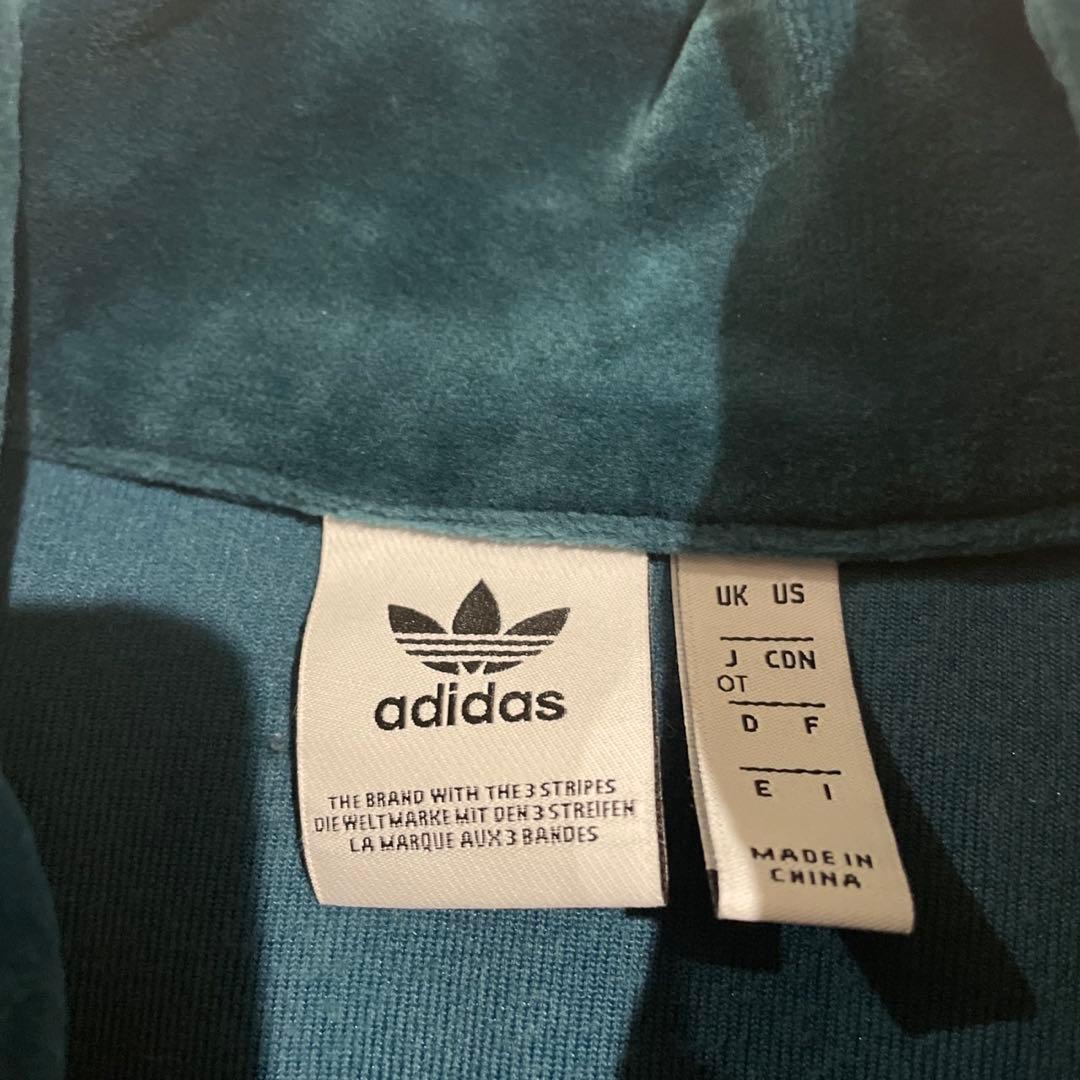 adidas
THE BRAND WITH THE 3 STRIPES
DIE WELTMARKE MIT DEN 3 STREIFEN
LA MARQUE AUX 3 BANDES
UK US
J CDN
OT
D F
E I
MADE IN
CHINA